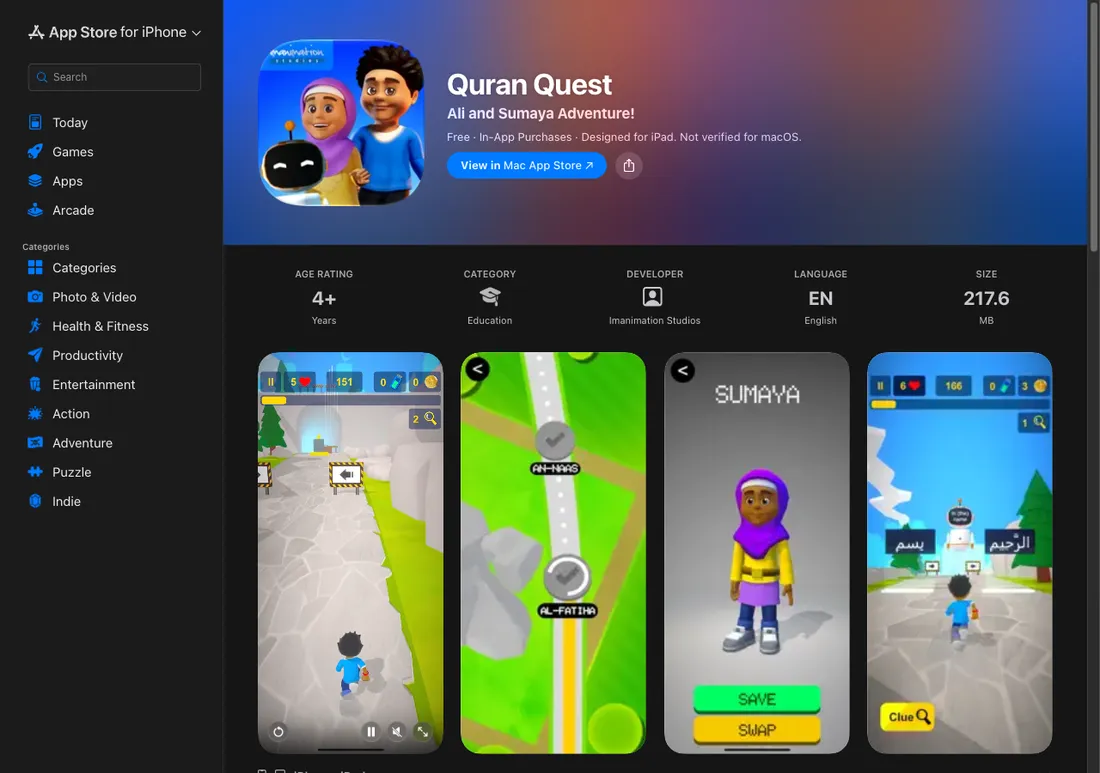 App Store for iPhone
Search
Today
Games
Apps
Arcade
Categories
Categories
Photo & Video
Health & Fitness
Productivity
Entertainment
Action
Adventure
Puzzle
Indie
imanimation
studios
Quran Quest
Ali and Sumaya Adventure!
Free · In-App Purchases · Designed for iPad. Not verified for macOS.
View in Mac App Store ↗
AGE RATING
4+
Years
CATEGORY
Education
DEVELOPER
Imanimation Studios
LANGUAGE
EN
English
SIZE
217.6
MB
5 151 0 0
2
<
AN-NAAS
AL-FATIHA
<
SUMAYA
SAVE
SWAP
6 166 0 3
1
بسم
الرَّحِيم
Clue